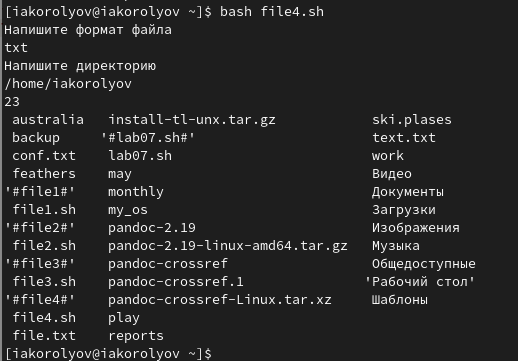 [iakorolyov@iakorolyov ~]$ bash file4.sh
Напишите формат файла
txt
Напишите директорию
/home/iakorolyov
23
 australia   install-tl-unx.tar.gz             ski.plases
 backup     '#lab07.sh#'                       text.txt
 conf.txt    lab07.sh                          work
 feathers    may                               Видео
'#file1#'    monthly                           Документы
 file1.sh    my_os                             Загрузки
'#file2#'    pandoc-2.19                       Изображения
 file2.sh    pandoc-2.19-linux-amd64.tar.gz    Музыка
'#file3#'    pandoc-crossref                   Общедоступные
 file3.sh    pandoc-crossref.1                'Рабочий стол'
'#file4#'    pandoc-crossref-Linux.tar.xz      Шаблоны
 file4.sh    play
 file.txt    reports
[iakorolyov@iakorolyov ~]$